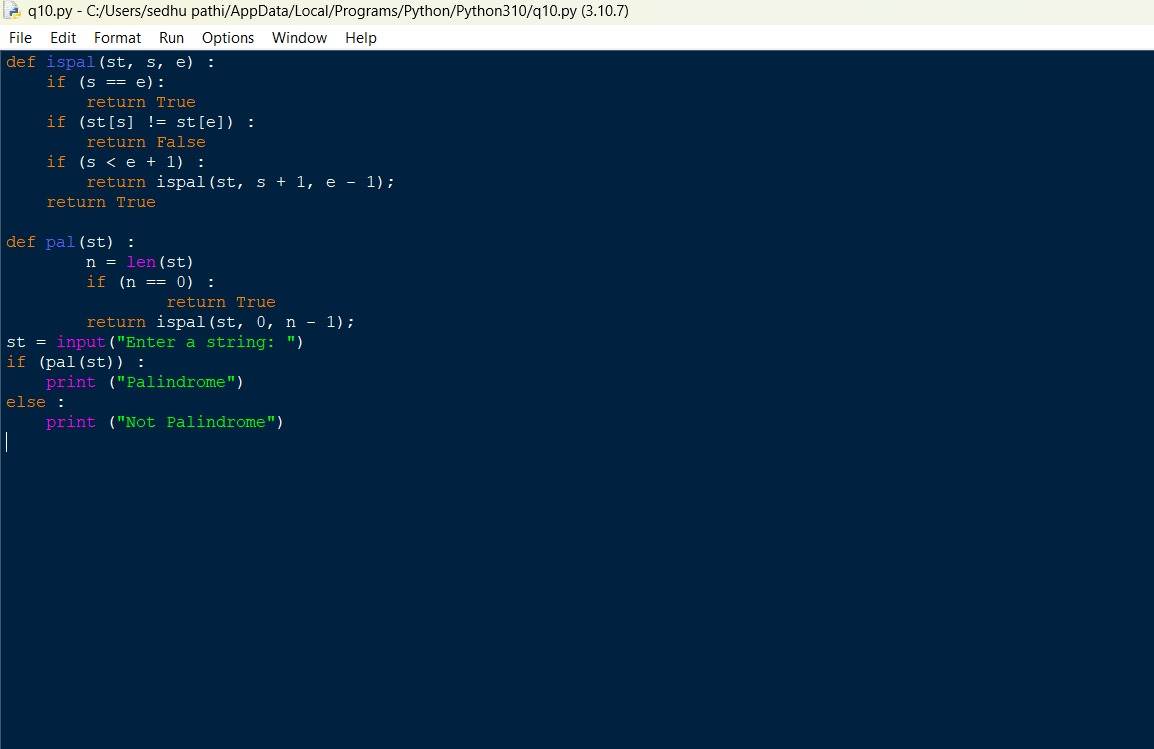 q10.py - C:/Users/sedhu pathi/AppData/Local/Programs/Python/Python310/q10.py (3.10.7)
File Edit Format Run Options Window Help
def ispal(st, s, e) :
    if (s == e):
        return True
    if (st[s] != st[e]) :
        return False
    if (s < e + 1) :
        return ispal(st, s + 1, e - 1);
    return True

def pal(st) :
        n = len(st)
        if (n == 0) :
                return True
        return ispal(st, 0, n - 1);
st = input("Enter a string: ")
if (pal(st)) :
    print ("Palindrome")
else :
    print ("Not Palindrome")